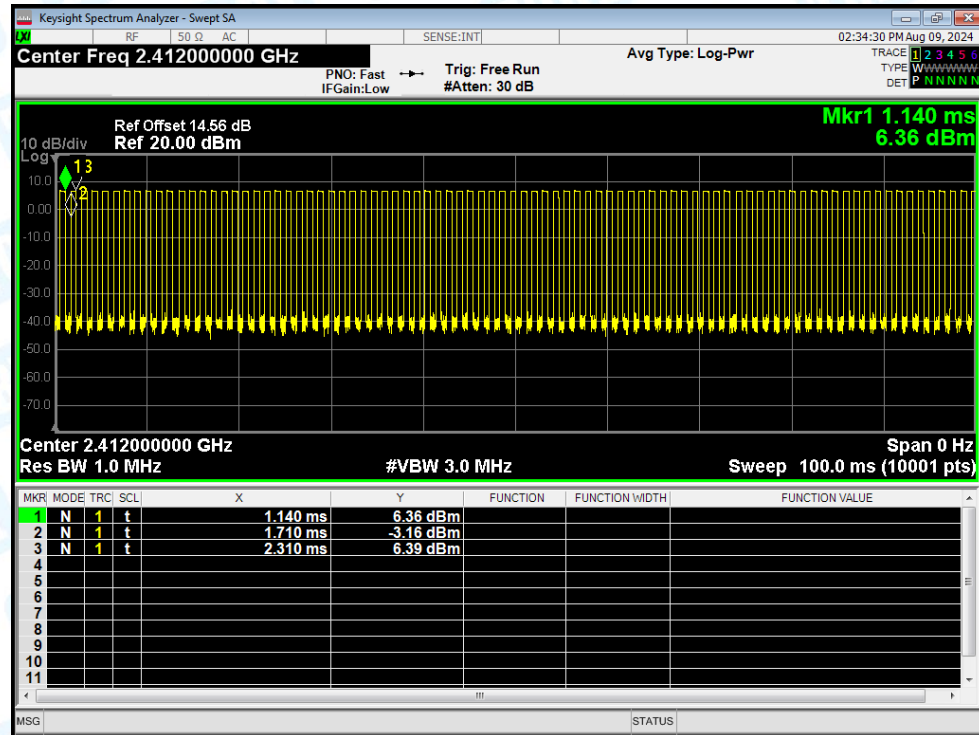 Keysight Spectrum Analyzer - Swept SA
LXI RF 50 Ω AC SENSE:INT 02:34:30 PM Aug 09, 2024
Center Freq 2.412000000 GHz Avg Type: Log-Pwr TRACE 1 2 3 4 5 6
PNO: Fast Trig: Free Run TYPE WWWWWW
IFGain:Low #Atten: 30 dB DET P N N N N N
Mkr1 1.140 ms
Ref Offset 14.56 dB
10 dB/div Ref 20.00 dBm 6.36 dBm
Log
1 3
10.0
2
0.00
-10.0
-20.0
-30.0
-40.0
-50.0
-60.0
-70.0
Center 2.412000000 GHz Span 0 Hz
Res BW 1.0 MHz #VBW 3.0 MHz Sweep 100.0 ms (10001 pts)
MKR MODE TRC SCL X Y FUNCTION FUNCTION WIDTH FUNCTION VALUE
1 N 1 t 1.140 ms 6.36 dBm
2 N 1 t 1.710 ms -3.16 dBm
3 N 1 t 2.310 ms 6.39 dBm
4
5
6
7
8
9
10
11
MSG STATUS